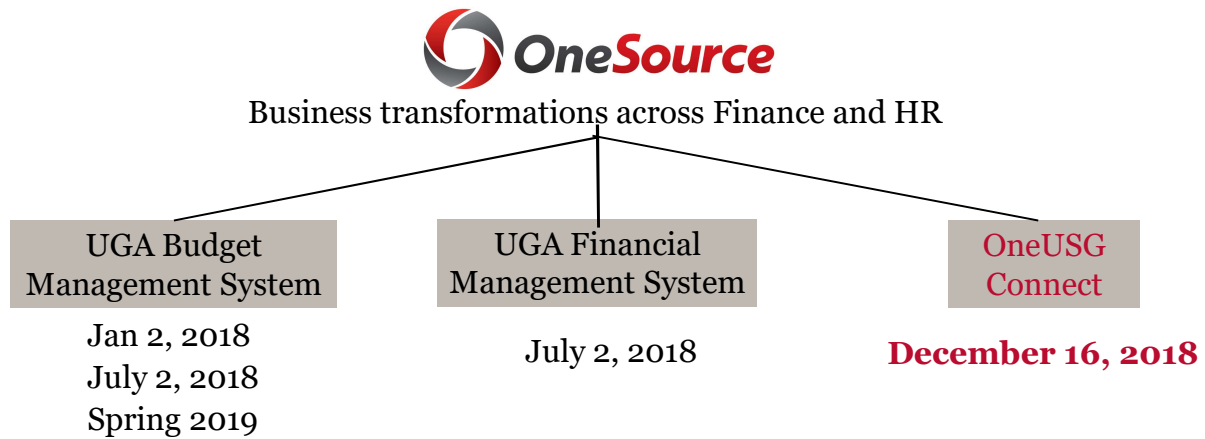 OneSource
Business transformations across Finance and HR
UGA Budget
Management System
Jan 2, 2018
July 2, 2018
Spring 2019
UGA Financial
Management System
July 2, 2018
OneUSG
Connect
December 16, 2018